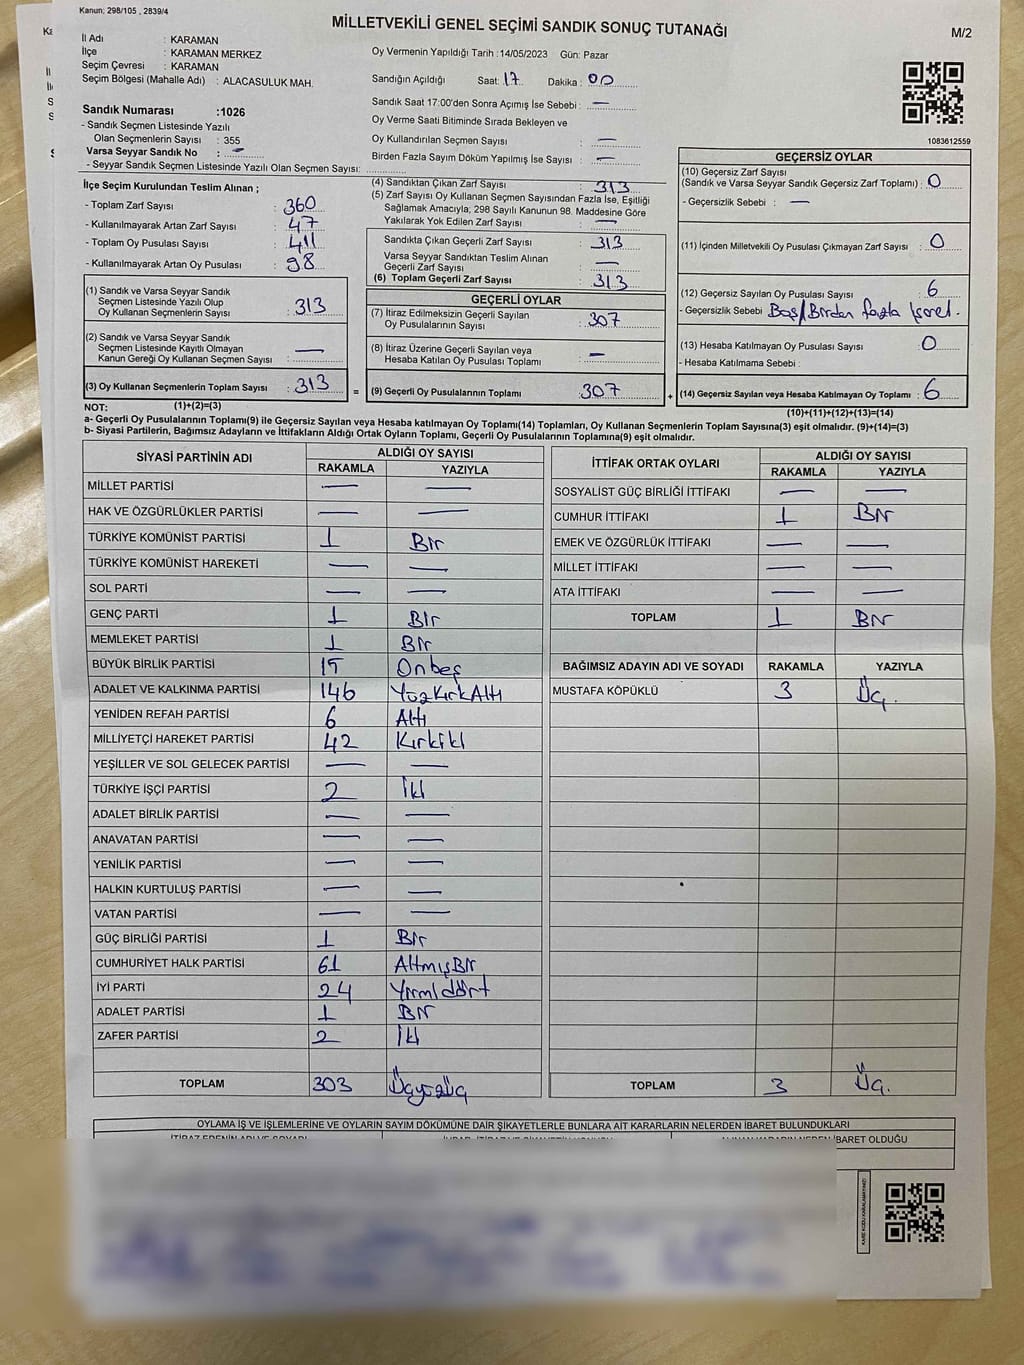 Kanun: 298/105 , 2839/4
MİLLETVEKİLİ GENEL SEÇİMİ SANDIK SONUÇ TUTANAĞI
M/2
İl Adı : KARAMAN
İlçe : KARAMAN MERKEZ
Seçim Çevresi : KARAMAN
Seçim Bölgesi (Mahalle Adı) : ALACASULUK MAH.
Oy Vermenin Yapıldığı Tarih : 14/05/2023 Gün: Pazar
Sandığın Açıldığı Saat: 17 Dakika : 00
Sandık Saat 17:00'den Sonra Açımış İse Sebebi : —
Oy Verme Saati Bitiminde Sırada Bekleyen ve
Oy Kullandırılan Seçmen Sayısı : —
Birden Fazla Sayım Döküm Yapılmış İse Sayısı : —
1083612559
Sandık Numarası :1026
- Sandık Seçmen Listesinde Yazılı
Olan Seçmenlerin Sayısı : 355
Varsa Seyyar Sandık No : —
- Seyyar Sandık Seçmen Listesinde Yazılı Olan Seçmen Sayısı:
İlçe Seçim Kurulundan Teslim Alınan ;
- Toplam Zarf Sayısı : 360
- Kullanılmayarak Artan Zarf Sayısı : 47
- Toplam Oy Pusulası Sayısı : 411
- Kullanılmayarak Artan Oy Pusulası : 98
(1) Sandık ve Varsa Seyyar Sandık
Seçmen Listesinde Yazılı Olup
Oy Kullanan Seçmenlerin Sayısı : 313
(2) Sandık ve Varsa Seyyar Sandık
Seçmen Listesinde Kayıtlı Olmayan
Kanun Gereği Oy Kullanan Seçmen Sayısı : —
(3) Oy Kullanan Seçmenlerin Toplam Sayısı : 313 =
(1)+(2)=(3)
(4) Sandıktan Çıkan Zarf Sayısı : 313
(5) Zarf Sayısı Oy Kullanan Seçmen Sayısından Fazla İse, Eşitliği
Sağlamak Amacıyla; 298 Sayılı Kanunun 98. Maddesine Göre
Yakılarak Yok Edilen Zarf Sayısı : —
Sandıkta Çıkan Geçerli Zarf Sayısı : 313
Varsa Seyyar Sandıktan Teslim Alınan
Geçerli Zarf Sayısı : —
(6) Toplam Geçerli Zarf Sayısı : 313
GEÇERLİ OYLAR
(7) İtiraz Edilmeksizin Geçerli Sayılan
Oy Pusulalarının Sayısı : 307
(8) İtiraz Üzerine Geçerli Sayılan veya
Hesaba Katılan Oy Pusulası Toplamı : —
(9) Geçerli Oy Pusulalarının Toplamı : 307 +
GEÇERSİZ OYLAR
(10) Geçersiz Zarf Sayısı
(Sandık ve Varsa Seyyar Sandık Geçersiz Zarf Toplamı) : 0
- Geçersizlik Sebebi : —
(11) İçinden Milletvekili Oy Pusulası Çıkmayan Zarf Sayısı : 0
(12) Geçersiz Sayılan Oy Pusulası Sayısı : 6
- Geçersizlik Sebebi : Boş/Birden fazla İşaret.
(13) Hesaba Katılmayan Oy Pusulası Sayısı : 0
- Hesaba Katılmama Sebebi :
(14) Geçersiz Sayılan veya Hesaba Katılmayan Oy Toplamı : 6
(10)+(11)+(12)+(13)=(14)
NOT:
a- Geçerli Oy Pusulalarının Toplamı(9) ile Geçersiz Sayılan veya Hesaba katılmayan Oy Toplamı(14) Toplamları, Oy Kullanan Seçmenlerin Toplam Sayısına(3) eşit olmalıdır. (9)+(14)=(3)
b- Siyasi Partilerin, Bağımsız Adayların ve İttifakların Aldığı Ortak Oyların Toplamı, Geçerli Oy Pusulalarının Toplamına(9) eşit olmalıdır.
SİYASİ PARTİNİN ADI ALDIĞI OY SAYISI
RAKAMLA YAZIYLA
MİLLET PARTİSİ — —
HAK VE ÖZGÜRLÜKLER PARTİSİ — —
TÜRKİYE KOMÜNİST PARTİSİ 1 Bir
TÜRKİYE KOMÜNİST HAREKETİ — —
SOL PARTİ — —
GENÇ PARTİ 1 Bir
MEMLEKET PARTİSİ 1 Bir
BÜYÜK BİRLİK PARTİSİ 15 Onbeş
ADALET VE KALKINMA PARTİSİ 146 YüzKırkAltı
YENİDEN REFAH PARTİSİ 6 Altı
MİLLİYETÇİ HAREKET PARTİSİ 42 Kırkiki
YEŞİLLER VE SOL GELECEK PARTİSİ — —
TÜRKİYE İŞÇİ PARTİSİ 2 İki
ADALET BİRLİK PARTİSİ — —
ANAVATAN PARTİSİ — —
YENİLİK PARTİSİ — —
HALKIN KURTULUŞ PARTİSİ — —
VATAN PARTİSİ — —
GÜÇ BİRLİĞİ PARTİSİ 1 Bir
CUMHURİYET HALK PARTİSİ 61 AltmışBir
İYİ PARTİ 24 Yirmidört
ADALET PARTİSİ 1 Bir
ZAFER PARTİSİ 2 İki
TOPLAM 303 Üçyüzüç
İTTİFAK ORTAK OYLARI ALDIĞI OY SAYISI
RAKAMLA YAZIYLA
SOSYALİST GÜÇ BİRLİĞİ İTTİFAKI — —
CUMHUR İTTİFAKI 1 Bir
EMEK VE ÖZGÜRLÜK İTTİFAKI — —
MİLLET İTTİFAKI — —
ATA İTTİFAKI — —
TOPLAM 1 Bir
BAĞIMSIZ ADAYIN ADI VE SOYADI RAKAMLA YAZIYLA
MUSTAFA KÖPÜKLÜ 3 Üç.
TOPLAM 3 Üç.
OYLAMA İŞ VE İŞLEMLERİNE VE OYLARIN SAYIM DÖKÜMÜNE DAİR ŞİKAYETLERLE BUNLARA AİT KARARLARIN NELERDEN İBARET BULUNDUKLARI
İBARET OLDUĞU